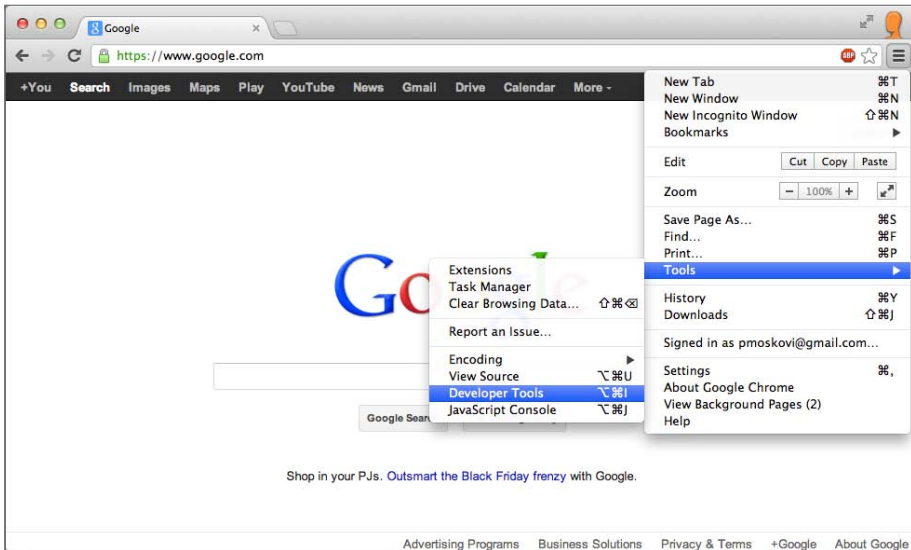 Google
https://www.google.com
ABP
+You Search Images Maps Play YouTube News Gmail Drive Calendar More
New Tab ⌘T
New Window ⌘N
New Incognito Window ⇧⌘N
Bookmarks ▶
Edit Cut Copy Paste
Zoom − 100% +
Save Page As... ⌘S
Find... ⌘F
Print... ⌘P
Tools ▶
History ⌘Y
Downloads ⇧⌘J
Signed in as pmoskovi@gmail.com...
Settings ⌘,
About Google Chrome
View Background Pages (2)
Help
Extensions
Task Manager
Clear Browsing Data... ⇧⌘⌫
Report an Issue...
Encoding ▶
View Source ⌥⌘U
Developer Tools ⌥⌘I
JavaScript Console ⌥⌘J
Google
Google Sear
Shop in your PJs. Outsmart the Black Friday frenzy with Google.
Advertising Programs Business Solutions Privacy & Terms +Google About Google